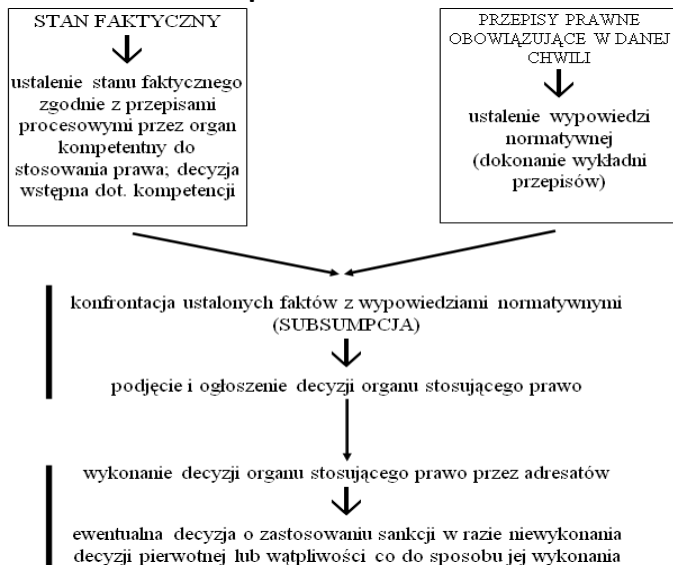 STAN FAKTYCZNY
ustalenie stanu faktycznego
zgodnie z przepisami
procesowymi przez organ
kompetentny do
stosowania prawa; decyzja
wstępna dot. kompetencji
PRZEPISY PRAWNE
OBOWIĄZUJĄCE W DANEJ
CHWILI
ustalenie wypowiedzi
normatywnej
(dokonanie wykładni
przepisów)
konfrontacja ustalonych faktów z wypowiedziami normatywnymi
(SUBSUMPCJA)
podjęcie i ogłoszenie decyzji organu stosującego prawo
wykonanie decyzji organu stosującego prawo przez adresatów
ewentualna decyzja o zastosowaniu sankcji w razie niewykonania
decyzji pierwotnej lub wątpliwości co do sposobu jej wykonania